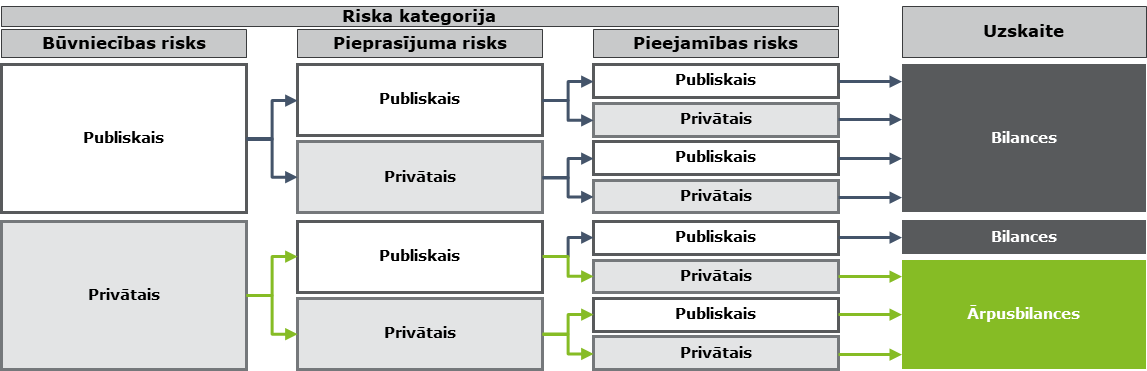 Riska kategorija
Uzskaite
Būvniecības risks
Pieprasījuma risks
Pieejamības risks
Publiskais
Publiskais
Publiskais
Privātais
Privātais
Publiskais
Privātais
Bilances
Privātais
Publiskais
Publiskais
Privātais
Privātais
Publiskais
Privātais
Bilances
Ārpusbilances